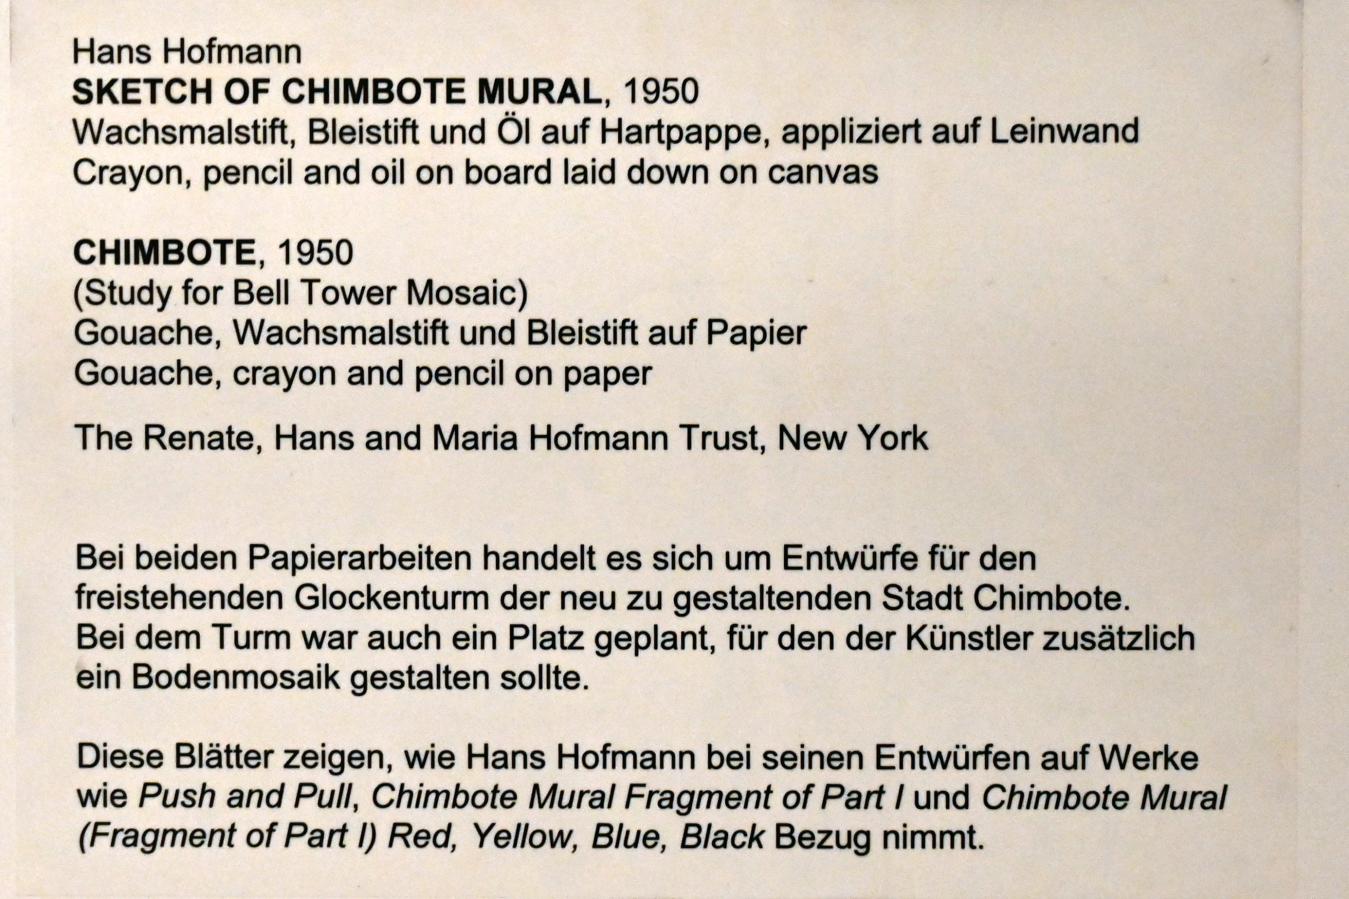 Hans Hofmann
SKETCH OF CHIMBOTE MURAL, 1950
Wachsmalstift, Bleistift und Öl auf Hartpappe, appliziert auf Leinwand
Crayon, pencil and oil on board laid down on canvas
CHIMBOTE, 1950
(Study for Bell Tower Mosaic)
Gouache, Wachsmalstift und Bleistift auf Papier
Gouache, crayon and pencil on paper
The Renate, Hans and Maria Hofmann Trust, New York
Bei beiden Papierarbeiten handelt es sich um Entwürfe für den
freistehenden Glockenturm der neu zu gestaltenden Stadt Chimbote.
Bei dem Turm war auch ein Platz geplant, für den der Künstler zusätzlich
ein Bodenmosaik gestalten sollte.
Diese Blätter zeigen, wie Hans Hofmann bei seinen Entwürfen auf Werke
wie Push and Pull, Chimbote Mural Fragment of Part I und Chimbote Mural
(Fragment of Part I) Red, Yellow, Blue, Black Bezug nimmt.